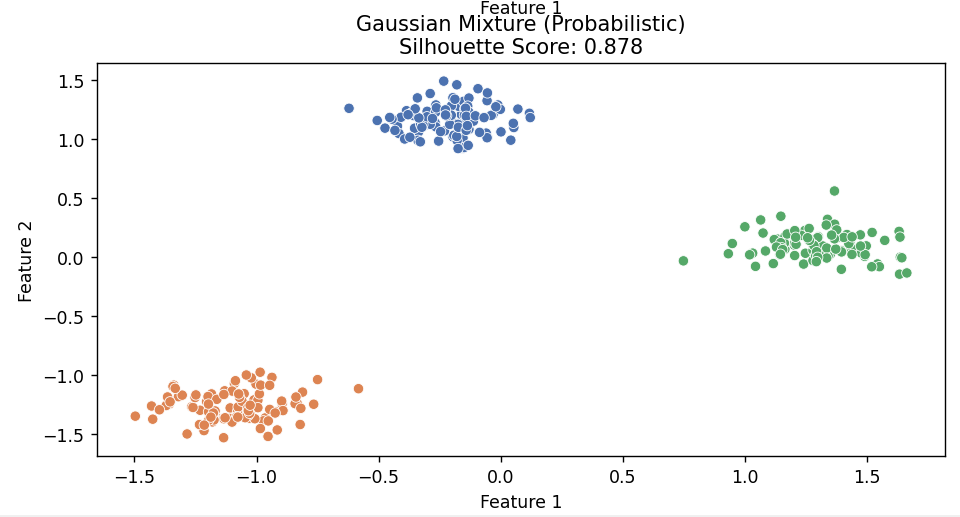 Feature 1
Gaussian Mixture (Probabilistic)
Silhouette Score: 0.878
1.5
1.0
0.5
0.0
−0.5
−1.0
−1.5
Feature 2
−1.5 −1.0 −0.5 0.0 0.5 1.0 1.5
Feature 1